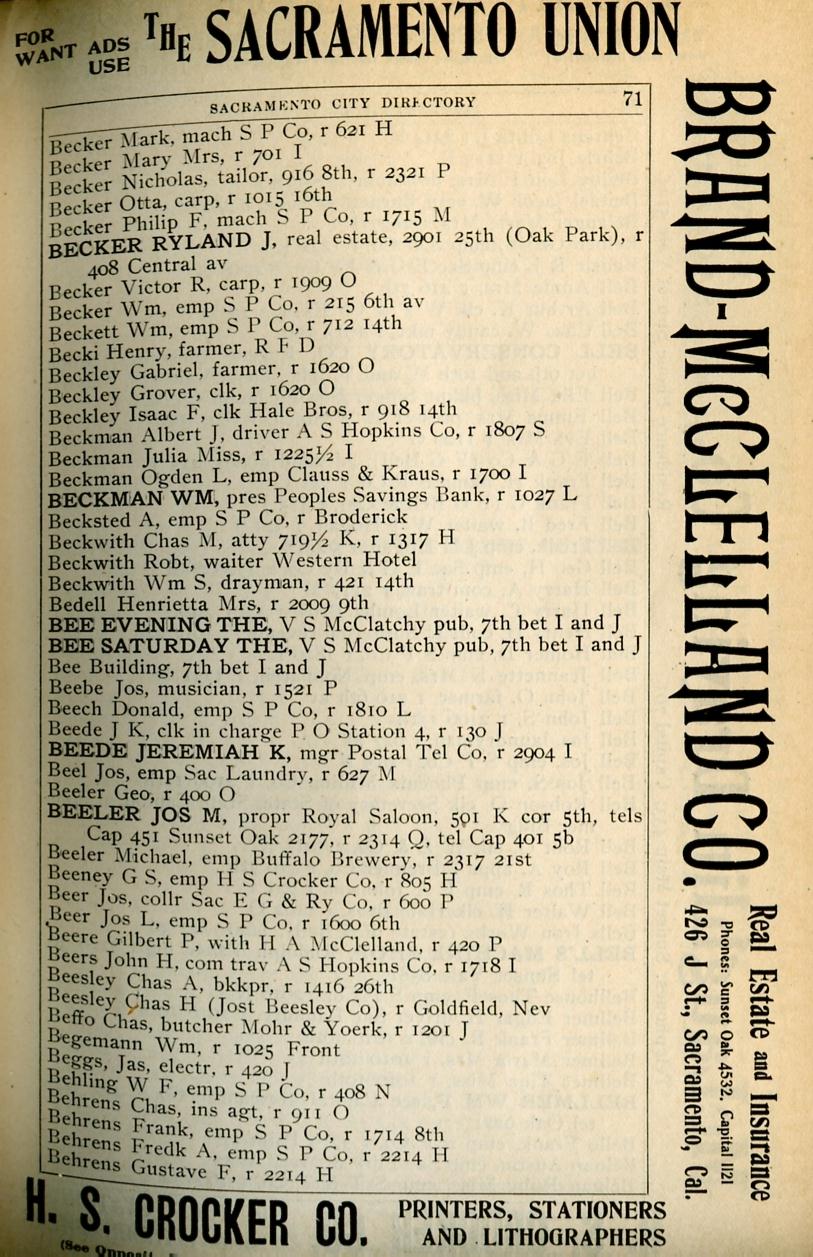 FOR
WANT ADS
USE
THE SACRAMENTO UNION
SACRAMENTO CITY DIRECTORY 71
Becker Mark, mach S P Co, r 621 H
Becker Mary Mrs, r 701 I
Becker Nicholas, tailor, 916 8th, r 2321 P
Becker Otta, carp, r 1015 16th
Becker Philip F, mach S P Co, r 1715 M
BECKER RYLAND J, real estate, 2901 25th (Oak Park), r
408 Central av
Becker Victor R, carp, r 1909 O
Becker Wm, emp S P Co, r 215 6th av
Beckett Wm, emp S P Co, r 712 14th
Becki Henry, farmer, R F D
Beckley Gabriel, farmer, r 1620 O
Beckley Grover, clk, r 1620 O
Beckley Isaac F, clk Hale Bros, r 918 14th
Beckman Albert J, driver A S Hopkins Co, r 1807 S
Beckman Julia Miss, r 1225½ I
Beckman Ogden L, emp Clauss & Kraus, r 1700 I
BECKMAN WM, pres Peoples Savings Bank, r 1027 L
Becksted A, emp S P Co, r Broderick
Beckwith Chas M, atty 719½ K, r 1317 H
Beckwith Robt, waiter Western Hotel
Beckwith Wm S, drayman, r 421 14th
Bedell Henrietta Mrs, r 2009 9th
BEE EVENING THE, V S McClatchy pub, 7th bet I and J
BEE SATURDAY THE, V S McClatchy pub, 7th bet I and J
Bee Building, 7th bet I and J
Beebe Jos, musician, r 1521 P
Beech Donald, emp S P Co, r 1810 L
Beede J K, clk in charge P O Station 4, r 130 J
BEEDE JEREMIAH K, mgr Postal Tel Co, r 2904 I
Beel Jos, emp Sac Laundry, r 627 M
Beeler Geo, r 400 O
BEELER JOS M, propr Royal Saloon, 501 K cor 5th, tels
Cap 451 Sunset Oak 2177, r 2314 Q, tel Cap 401 5b
Beeler Michael, emp Buffalo Brewery, r 2317 21st
Beeney G S, emp H S Crocker Co, r 805 H
Beer Jos, collr Sac E G & Ry Co, r 600 P
Beer Jos L, emp S P Co, r 1600 6th
Beere Gilbert P, with H A McClelland, r 420 P
Beers John H, com trav A S Hopkins Co, r 1718 I
Beesley Chas A, bkkpr, r 1416 26th
Beesley Chas H (Jost Beesley Co), r Goldfield, Nev
Beffo Chas, butcher Mohr & Yoerk, r 1201 J
Begemann Wm, r 1025 Front
Beggs, Jas, electr, r 420 J
Behling W F, emp S P Co, r 408 N
Behrens Chas, ins agt, r 911 O
Behrens Frank, emp S P Co, r 1714 8th
Behrens Fredk A, emp S P Co, r 2214 H
Behrens Gustave F, r 2214 H
BRAND-McCLELLAND CO.
Real Estate and Insurance
Phones: Sunset Oak 4532. Capital 1121
426 J St., Sacramento, Cal.
H. S. CROCKER CO.
PRINTERS, STATIONERS
AND LITHOGRAPHERS
(See